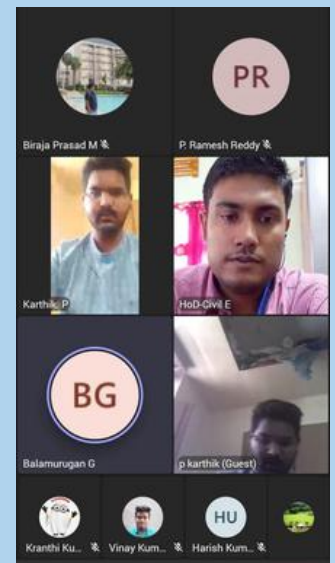 PR
Biraja Prasad M
P. Ramesh Reddy
Karthik. P
HoD-Civil E
BG
Balamurugan G
p karthik (Guest)
HU
Kranthi Ku...
Vinay Kum...
Harish Kum...